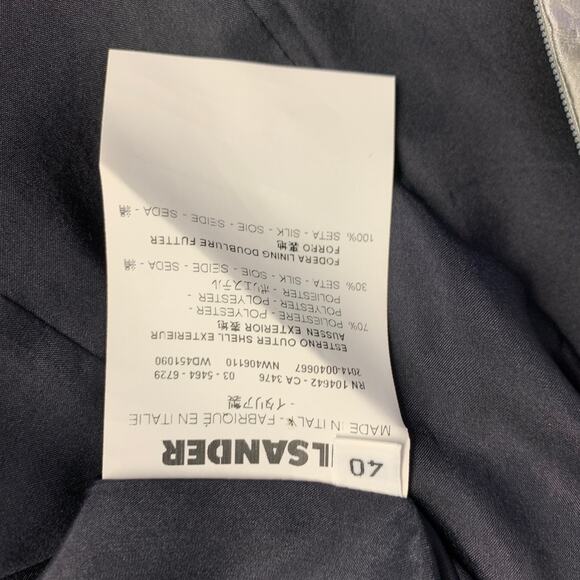 ILSANDER
40
MADE IN ITALY - FABRIQUÉ EN ITALIE
- イタリア製
RN 104642 - CA 3476 03 - 5464 - 6729
2014-0040667 NW406110 WD451090
ESTERNO OUTER SHELL EXTERIEUR
AUSSEN EXTERIOR 表地
70% POLIESTERE - POLYESTER
- POLYESTER - POLYESTER
POLIESTER - ポリエステル
30% SETA - SILK - SOIE - SEIDE - SEDA - 絹
FODERA LINING DOUBLURE FUTTER
FORRO 裏地
100% SETA - SILK - SOIE - SEIDE - SEDA - 絹